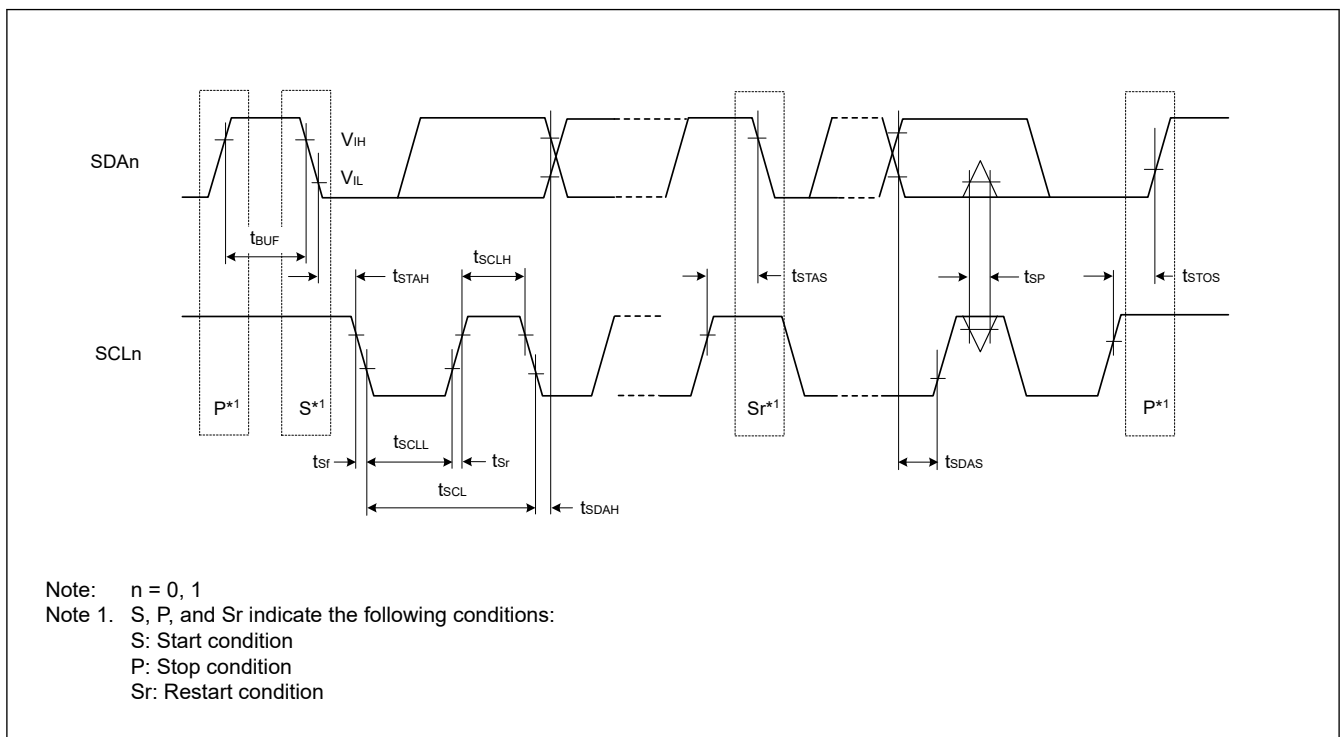 SDAn
VIH
VIL
tBUF
tSTAH
tSCLH
tSTAS
tSP
tSTOS
SCLn
P*1
S*1
Sr*1
P*1
tSf
tSCLL
tSr
tSCL
tSDAH
tSDAS
Note: n = 0, 1
Note 1. S, P, and Sr indicate the following conditions:
S: Start condition
P: Stop condition
Sr: Restart condition